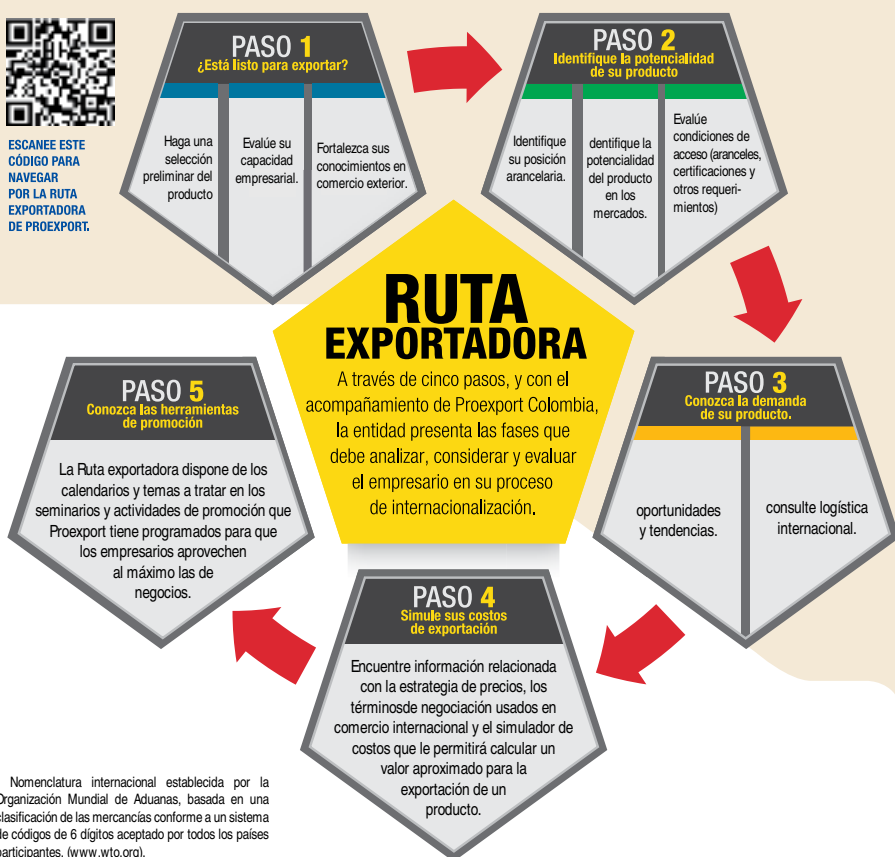 ESCANEE ESTE
CÓDIGO PARA
NAVEGAR
POR LA RUTA
EXPORTADORA
DE PROEXPORT.
PASO 1
¿Está listo para exportar?
Haga una
selección
preliminar del
producto
Evalúe su
capacidad
empresarial.
Fortalezca sus
conocimientos en
comercio exterior.
PASO 2
Identifique la potencialidad
de su producto
Identifique
su posición
arancelaria.
dentifique la
potencialidad
del producto
en los
mercados.
Evalúe
condiciones de
acceso (aranceles,
certificaciones y
otros requeri-
mientos)
RUTA
EXPORTADORA
A través de cinco pasos, y con el
acompañamiento de Proexport Colombia,
la entidad presenta las fases que
debe analizar, considerar y evaluar
el empresario en su proceso
de internacionalización.
PASO 3
Conozca la demanda
de su producto.
oportunidades
y tendencias.
consulte logística
internacional.
PASO 4
Simule sus costos
de exportación
Encuentre información relacionada
con la estrategia de precios, los
términosde negociación usados en
comercio internacional y el simulador de
costos que le permitirá calcular un
valor aproximado para la
exportación de un
producto.
PASO 5
Conozca las herramientas
de promoción
La Ruta exportadora dispone de los
calendarios y temas a tratar en los
seminarios y actividades de promoción que
Proexport tiene programados para que
los empresarios aprovechen
al máximo las de
negocios.
Nomenclatura internacional establecida por la
Organización Mundial de Aduanas, basada en una
clasificación de las mercancías conforme a un sistema
de códigos de 6 dígitos aceptado por todos los países
participantes. (www.wto.org).